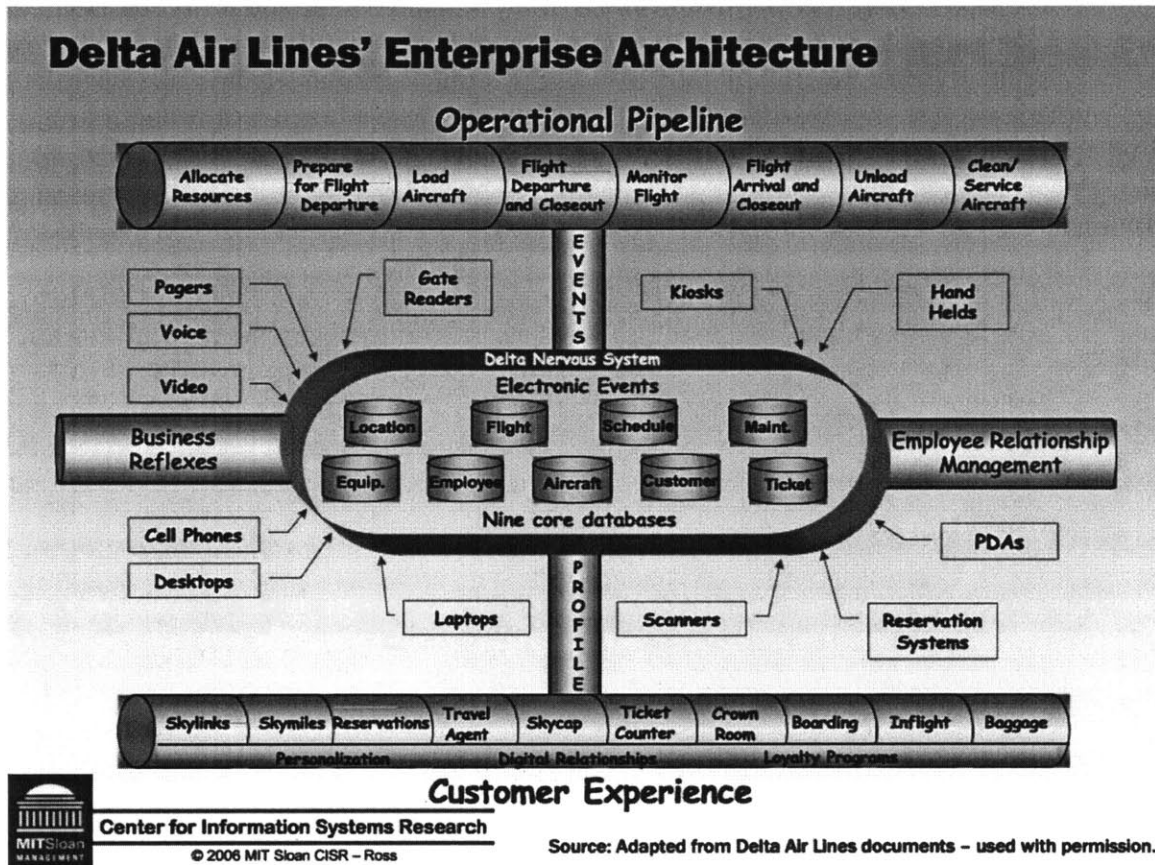 Delta Air Lines' Enterprise Architecture
Operational Pipeline
Allocate
Resources
Prepare
for Flight
Departure
Load
Aircraft
Flight
Departure
and Closeout
Monitor
Flight
Flight
Arrival and
Closeout
Unload
Aircraft
Clean/
Service
Aircraft
EVENTS
Pagers
Gate
Readers
Kiosks
Hand
Helds
Voice
Video
Delta Nervous System
Electronic Events
Location
Flight
Schedule
Maint.
Business
Reflexes
Employee Relationship
Management
Equip.
Employee
Aircraft
Customer
Ticket
Nine core databases
Cell Phones
PDAs
Desktops
Laptops
Scanners
Reservation
Systems
PROFILE
Skylinks
Skymiles
Reservations
Travel
Agent
Skycap
Ticket
Counter
Crown
Room
Boarding
Inflight
Baggage
Personalization
Digital Relationships
Loyalty Programs
Customer Experience
MITSloan
MANAGEMENT
Center for Information Systems Research
© 2006 MIT Sloan CISR – Ross
Source: Adapted from Delta Air Lines documents – used with permission.